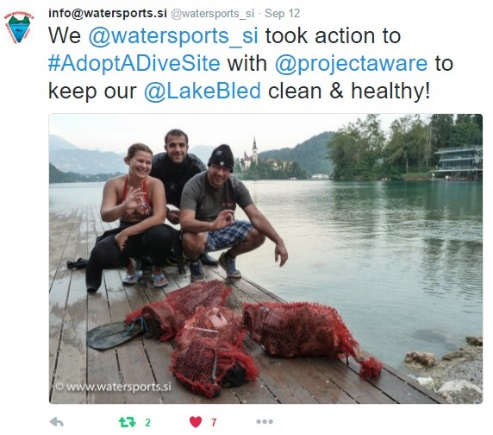 info@watersports.si @watersports_si · Sep 12
We @watersports_si took action to
#AdoptADiveSite with @projectaware to
keep our @LakeBled clean & healthy!
© www.watersports.si
2 7